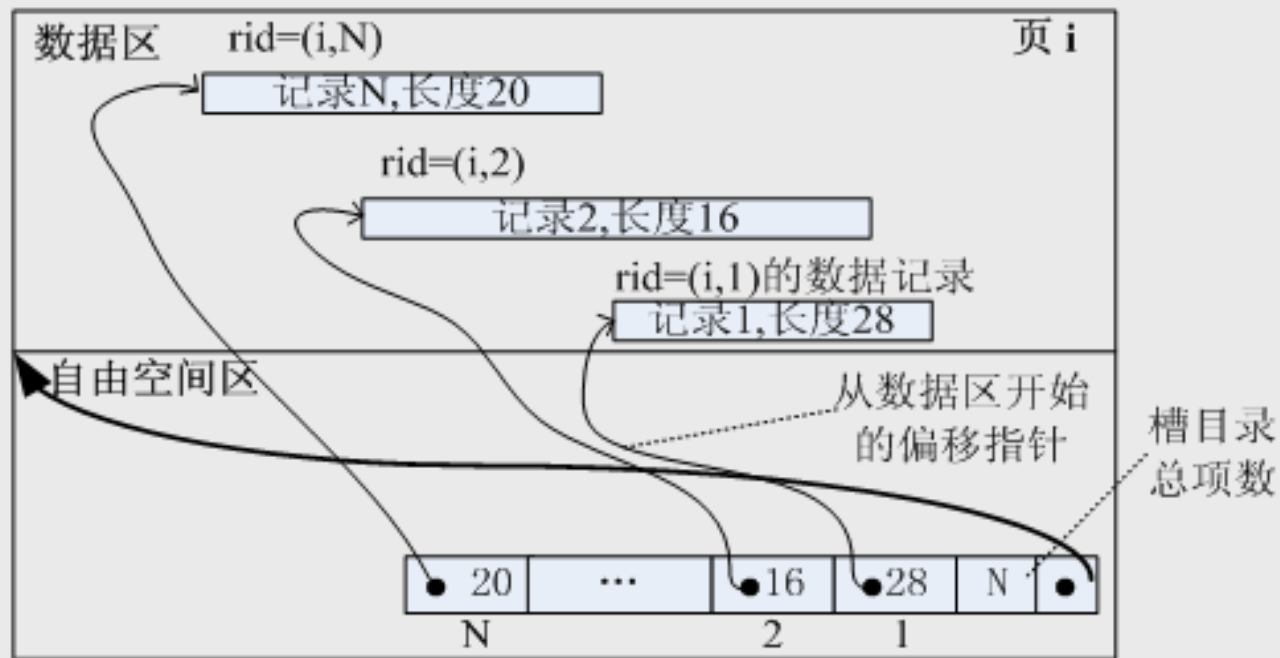 数据区
rid=(i,N)
页 i
记录N,长度20
rid=(i,2)
记录2,长度16
rid=(i,1)的数据记录
记录1,长度28
自由空间区
从数据区开始
的偏移指针
槽目录
总项数
20
···
16
28
N
N
2
1